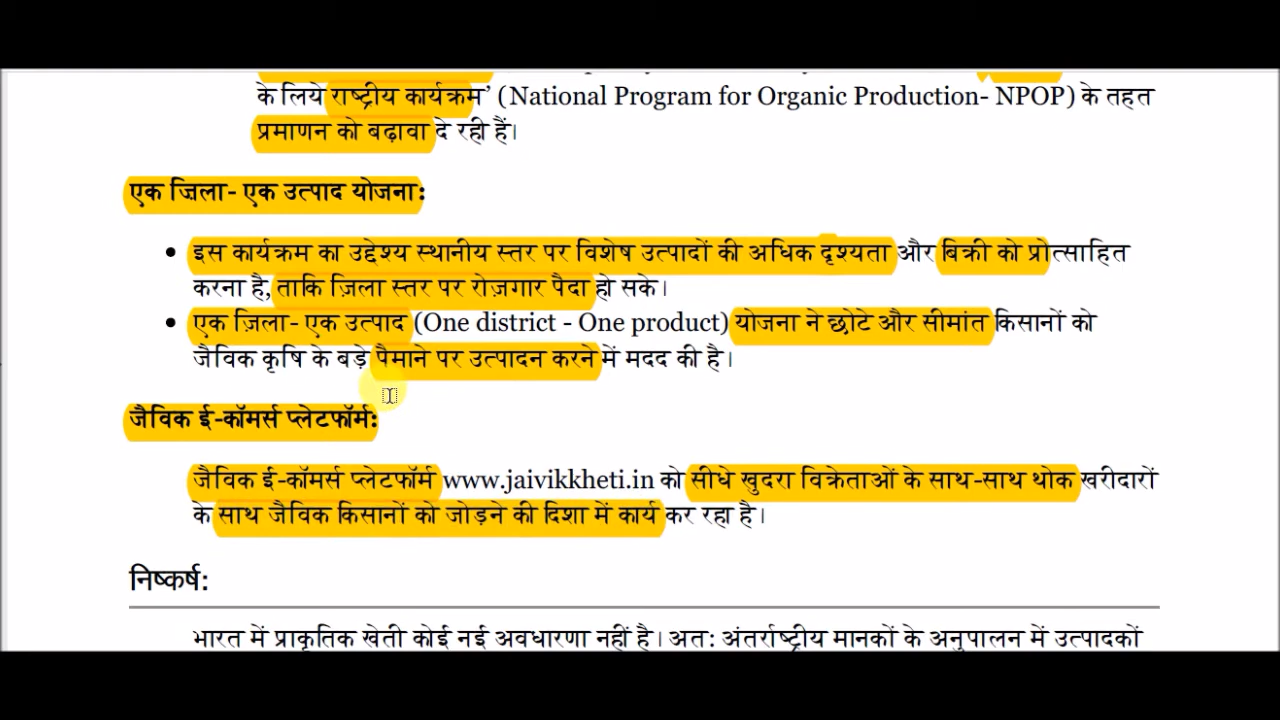 के लिये राष्ट्रीय कार्यक्रम’ (National Program for Organic Production- NPOP) के तहत
प्रमाणन को बढ़ावा दे रही हैं।
एक ज़िला- एक उत्पाद योजना:
• इस कार्यक्रम का उद्देश्य स्थानीय स्तर पर विशेष उत्पादों की अधिक दृश्यता और बिक्री को प्रोत्साहित
करना है, ताकि ज़िला स्तर पर रोज़गार पैदा हो सके।
• एक ज़िला- एक उत्पाद (One district - One product) योजना ने छोटे और सीमांत किसानों को
जैविक कृषि के बड़े पैमाने पर उत्पादन करने में मदद की है।
जैविक ई-कॉमर्स प्लेटफॉर्म:
जैविक ई-कॉमर्स प्लेटफॉर्म www.jaivikkheti.in को सीधे खुदरा विक्रेताओं के साथ-साथ थोक खरीदारों
के साथ जैविक किसानों को जोड़ने की दिशा में कार्य कर रहा है।
निष्कर्ष:
भारत में प्राकृतिक खेती कोई नई अवधारणा नहीं है। अत: अंतर्राष्ट्रीय मानकों के अनुपालन में उत्पादकों